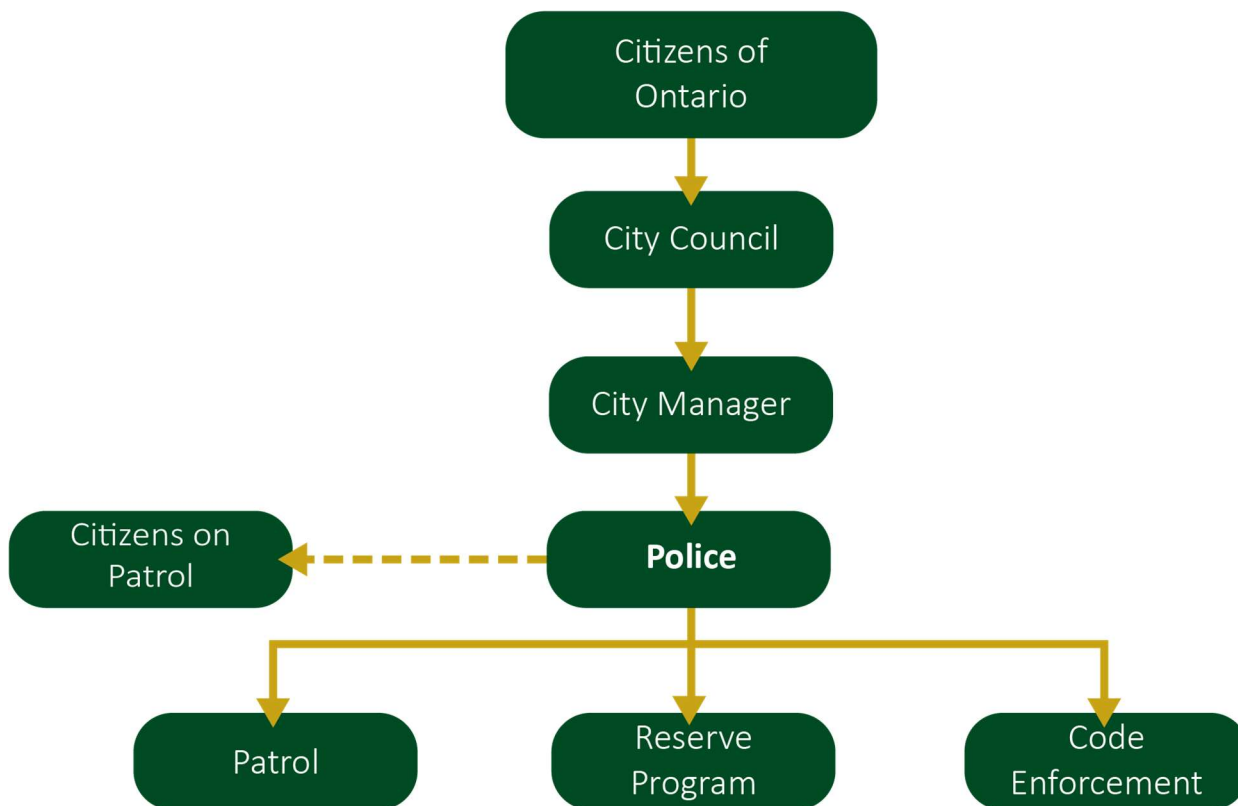 Citizens of
Ontario
City Council
City Manager
Citizens on
Patrol
Police
Patrol
Reserve
Program
Code
Enforcement